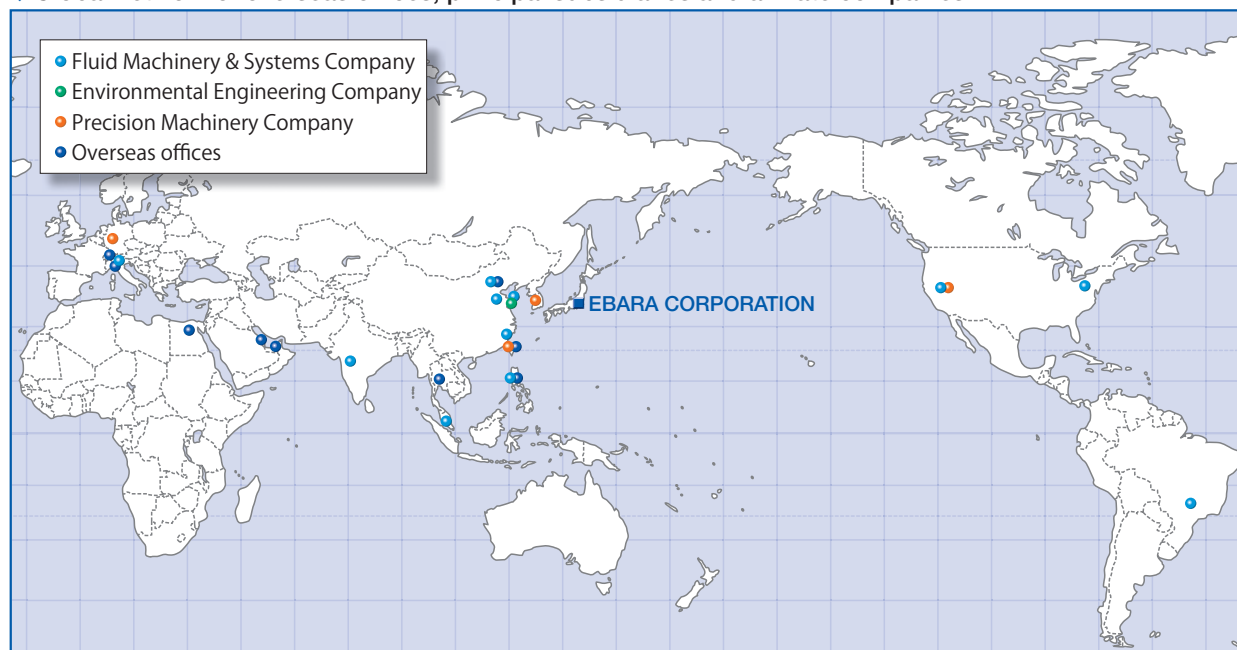 Fluid Machinery & Systems Company
Environmental Engineering Company
Precision Machinery Company
Overseas offices
EBARA CORPORATION